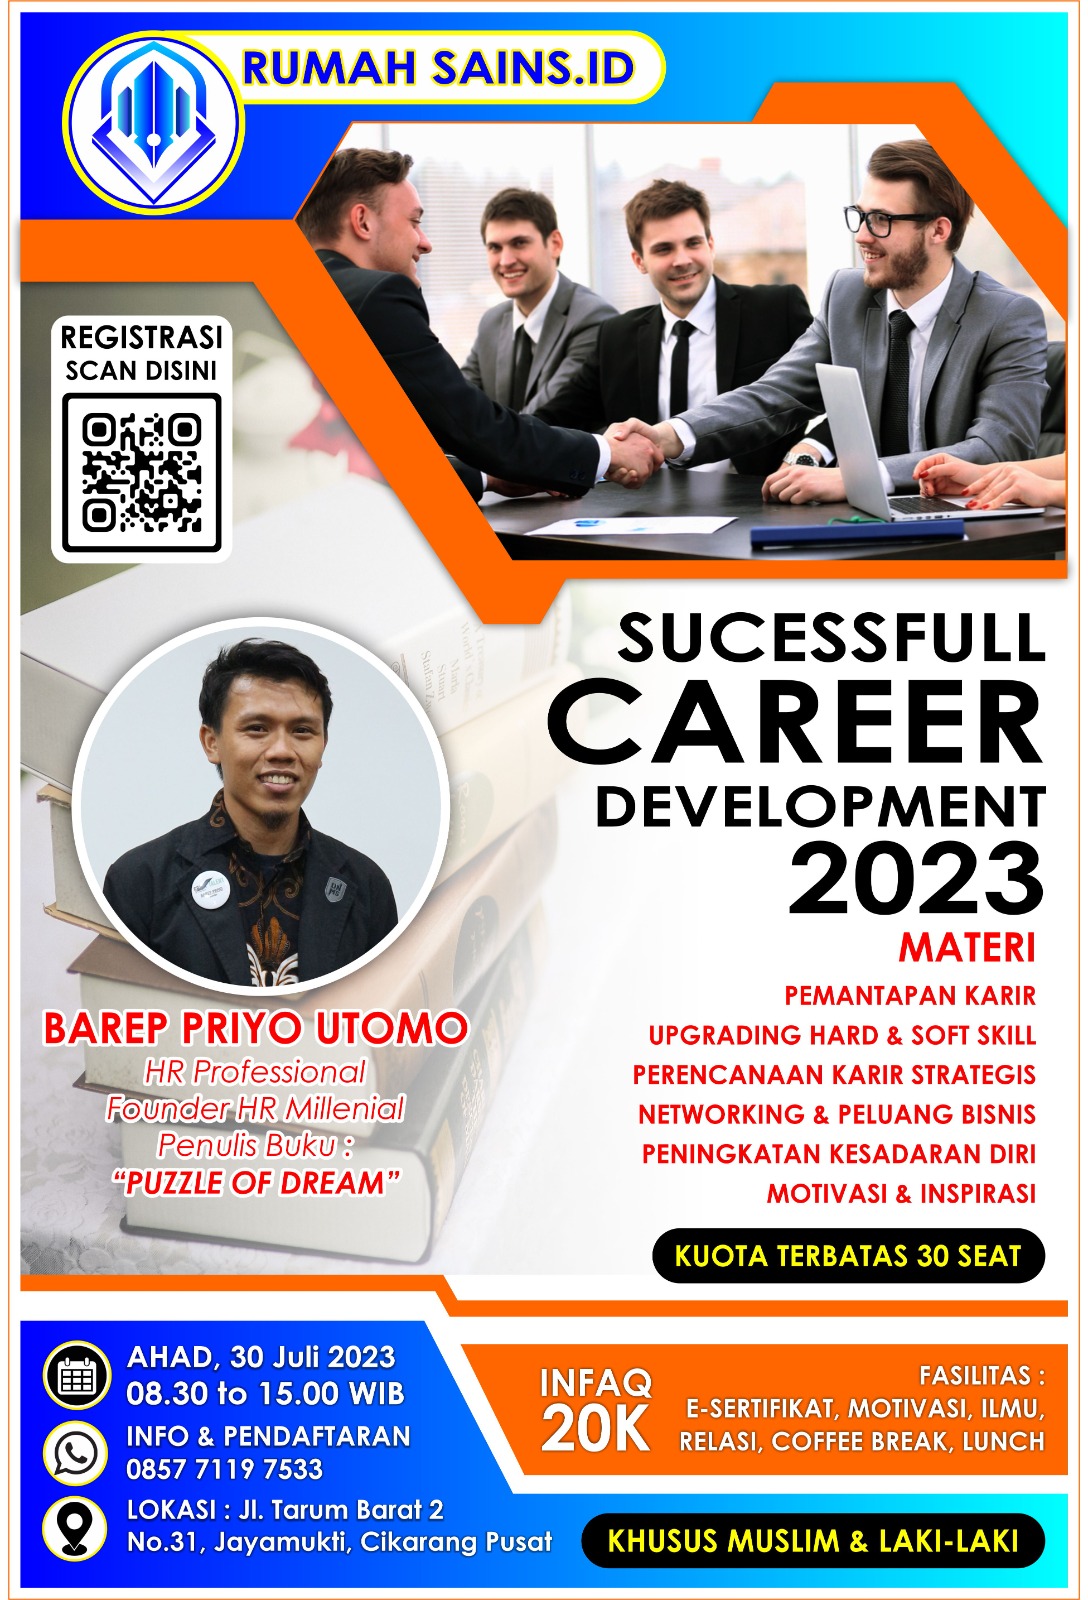 RUMAH SAINS.ID
REGISTRASI
SCAN DISINI
SUCESSFULL
CAREER
DEVELOPMENT
2023
MATERI
PEMANTAPAN KARIR
UPGRADING HARD & SOFT SKILL
PERENCANAAN KARIR STRATEGIS
NETWORKING & PELUANG BISNIS
PENINGKATAN KESADARAN DIRI
MOTIVASI & INSPIRASI
KUOTA TERBATAS 30 SEAT
BAREP PRIYO UTOMO
HR Professional
Founder HR Millenial
Penulis Buku :
“PUZZLE OF DREAM”
AHAD, 30 Juli 2023
08.30 to 15.00 WIB
INFO & PENDAFTARAN
0857 7119 7533
LOKASI : Jl. Tarum Barat 2
No.31, Jayamukti, Cikarang Pusat
INFAQ
20K
FASILITAS :
E-SERTIFIKAT, MOTIVASI, ILMU,
RELASI, COFFEE BREAK, LUNCH
KHUSUS MUSLIM & LAKI-LAKI